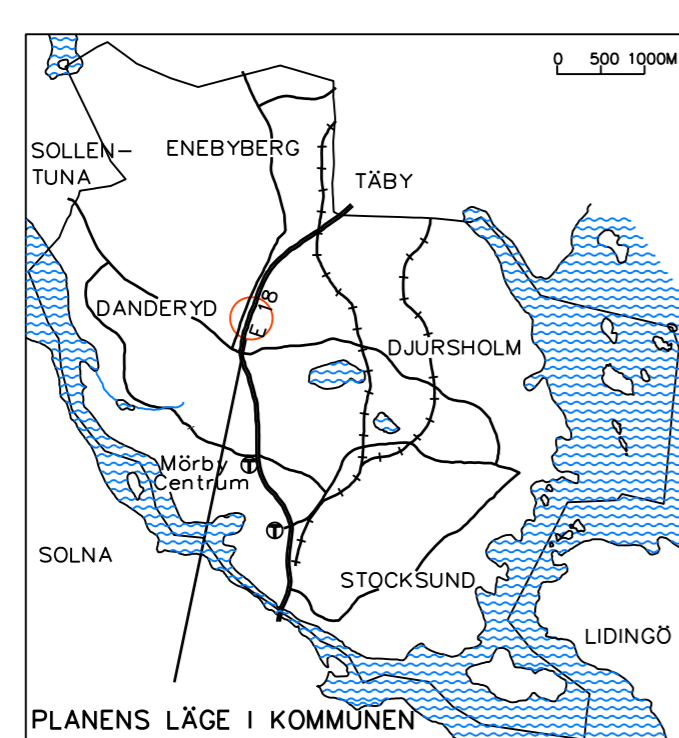 0 500 1000M
SOLLEN-
TUNA
ENEBYBERG
TÄBY
DANDERYD
E 18
DJURSHOLM
Mörby
Centrum
T
T
SOLNA
STOCKSUND
LIDINGÖ
PLANENS LÄGE I KOMMUNEN